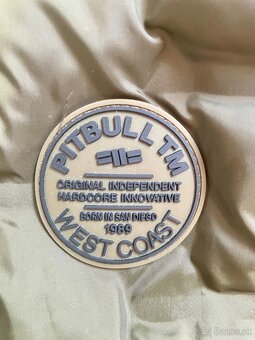 PITBULL TM
ORIGINAL INDEPENDENT
HARDCORE INNOVATIVE
BORN IN SAN DIEGO
1989
WEST COAST
Bazos.sk